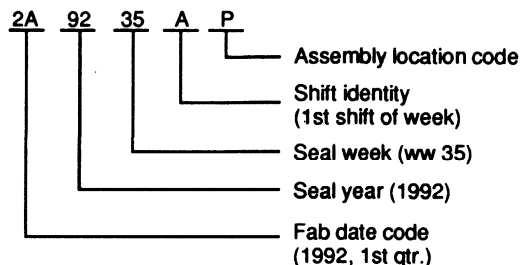 2A 92 35 A P
Assembly location code
Shift identity
(1st shift of week)
Seal week (ww 35)
Seal year (1992)
Fab date code
(1992, 1st qtr.)